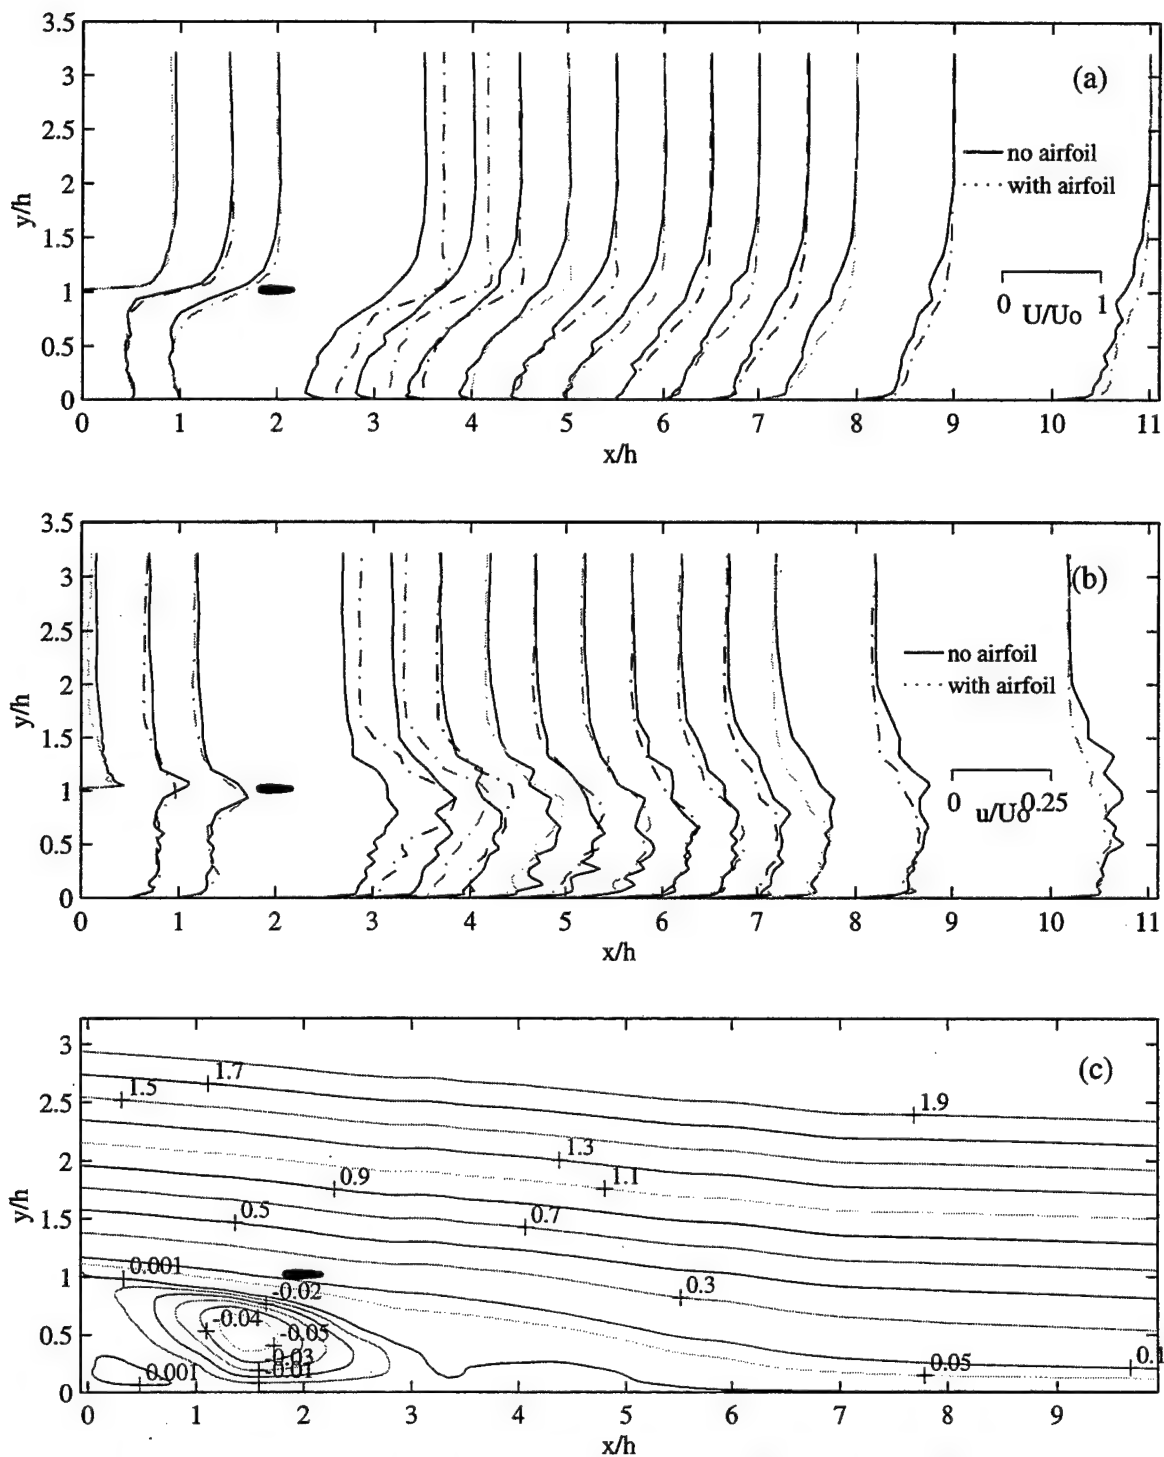 3.5
(a)
3
2.5
no airfoil
2
with airfoil
y/h
1.5
1
0 U/Uo 1
0.5
0
0 1 2 3 4 5 6 7 8 9 10 11
x/h
3.5
(b)
3
2.5
no airfoil
2
with airfoil
y/h
1.5
1
0 u/Uo 0.25
0.5
0
0 1 2 3 4 5 6 7 8 9 10 11
x/h
3
(c)
1.7
1.5
1.9
2.5
1.3
2
0.9 1.1
y/h
1.5
0.5 0.7
0.001
1
-0.02 0.3
-0.04
-0.05
0.5
-0.03
0.001 -0.01 0.05 0.1
0
0 1 2 3 4 5 6 7 8 9
x/h